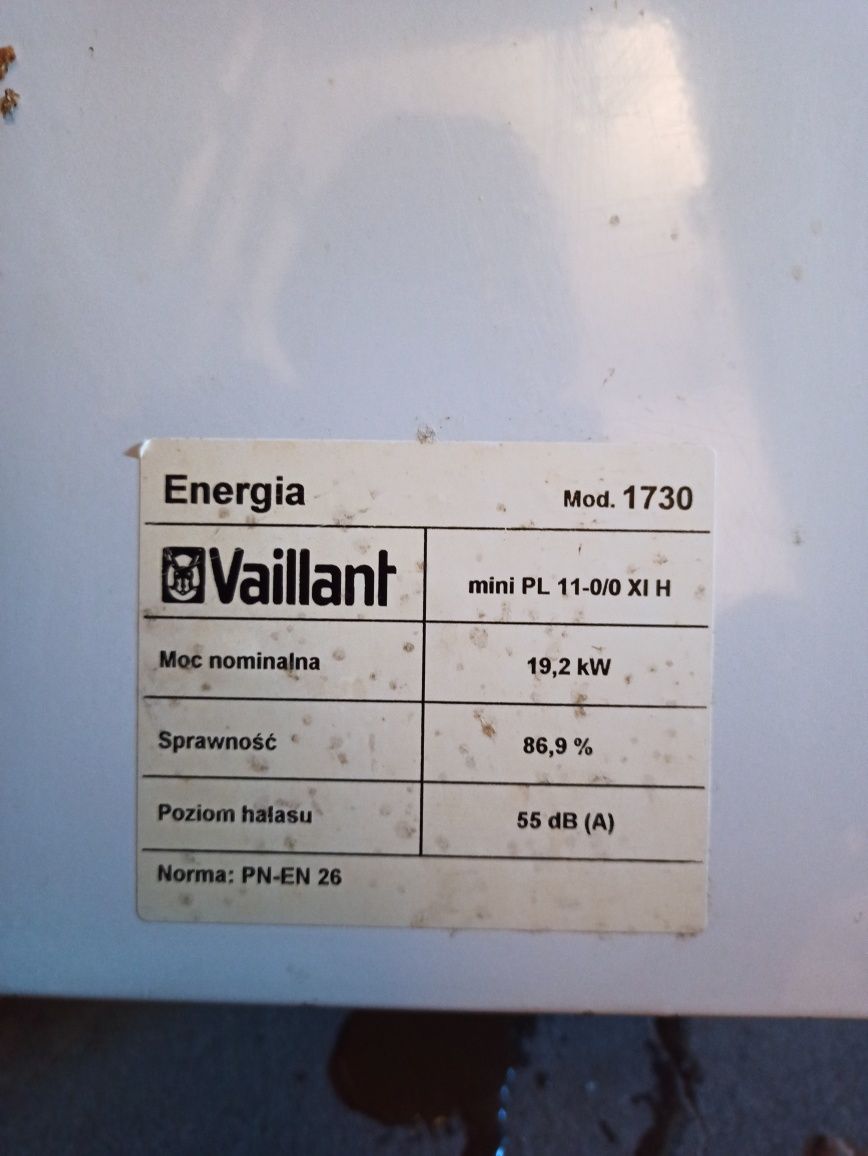 Energia Mod. 1730
Vaillant mini PL 11-0/0 XI H
Moc nominalna 19,2 kW
Sprawność 86,9 %
Poziom hałasu 55 dB (A)
Norma: PN-EN 26